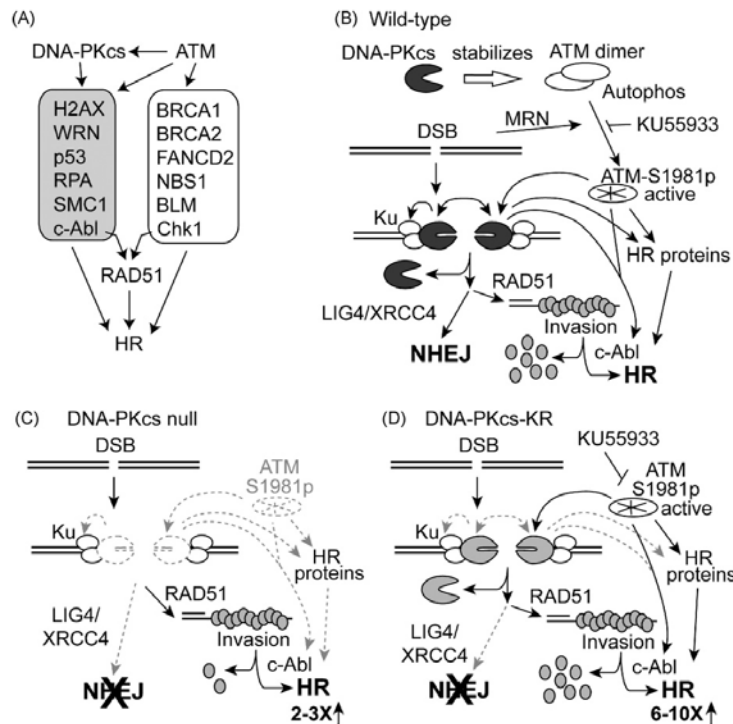 (A)
DNA-PKcs
ATM
H2AX
WRN
p53
RPA
SMC1
c-Abl
BRCA1
BRCA2
FANCD2
NBS1
BLM
Chk1
RAD51
HR
(B) Wild-type
DNA-PKcs
stabilizes
ATM dimer
Autophos
MRN
KU55933
DSB
ATM-S1981p
active
Ku
HR proteins
RAD51
LIG4/XRCC4
Invasion
NHEJ
c-Abl
HR
(C) DNA-PKcs null
DSB
ATM
S1981p
Ku
HR
proteins
RAD51
LIG4/
XRCC4
Invasion
c-Abl
NHEJ
HR
2-3X
(D) DNA-PKcs-KR
DSB
KU55933
ATM
S1981p
active
Ku
HR
proteins
RAD51
LIG4/
XRCC4
Invasion
c-Abl
NHEJ
HR
6-10X